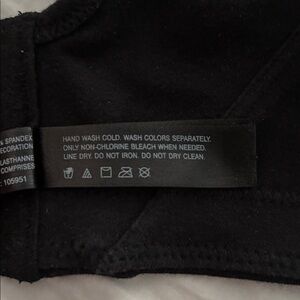 SPANDEX
ECORATION
LASTHANNE
COMPRISES
105951
HAND WASH COLD. WASH COLORS SEPARATELY.
ONLY NON-CHLORINE BLEACH WHEN NEEDED.
LINE DRY. DO NOT IRON. DO NOT DRY CLEAN.